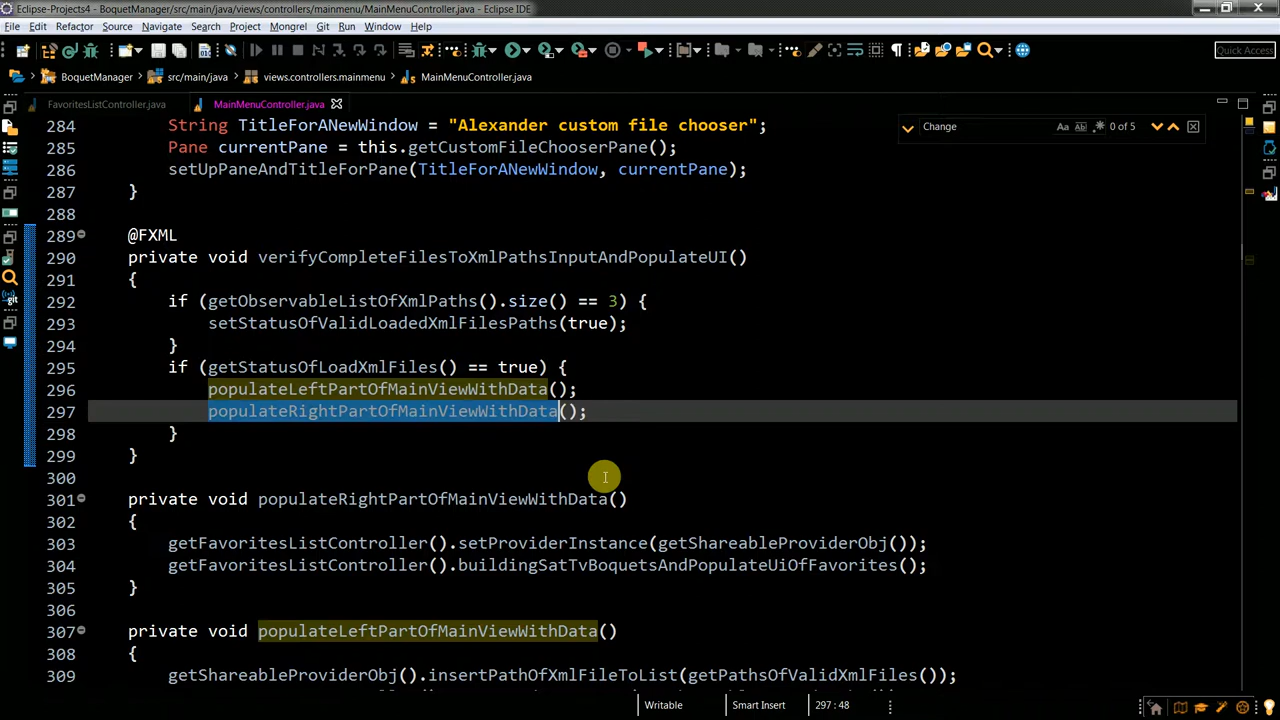 Eclipse-Projects4 - BoquetManager/src/main/java/views/controllers/mainmenu/MainMenuController.java - Eclipse IDE
File Edit Refactor Source Navigate Search Project Mongrel Git Run Window Help
Quick Access
BoquetManager src/main/java views.controllers.mainmenu MainMenuController.java
FavoritesListController.java MainMenuController.java
Change Aa Ab .* 0 of 5
284 String TitleForANewWindow = "Alexander custom file chooser";
285 Pane currentPane = this.getCustomFileChooserPane();
286 setUpPaneAndTitleForPane(TitleForANewWindow, currentPane);
287 }
288
289 @FXML
290 private void verifyCompleteFilesToXmlPathsInputAndPopulateUI()
291 {
292 if (getObservableListOfXmlPaths().size() == 3) {
293 setStatusOfValidLoadedXmlFilesPaths(true);
294 }
295 if (getStatusOfLoadXmlFiles() == true) {
296 populateLeftPartOfMainViewWithData();
297 populateRightPartOfMainViewWithData();
298 }
299 }
300
301 private void populateRightPartOfMainViewWithData()
302 {
303 getFavoritesListController().setProviderInstance(getShareableProviderObj());
304 getFavoritesListController().buildingSatTvBoquetsAndPopulateUiOfFavorites();
305 }
306
307 private void populateLeftPartOfMainViewWithData()
308 {
309 getShareableProviderObj().insertPathOfXmlFileToList(getPathsOfValidXmlFiles());
Writable Smart Insert 297 : 48